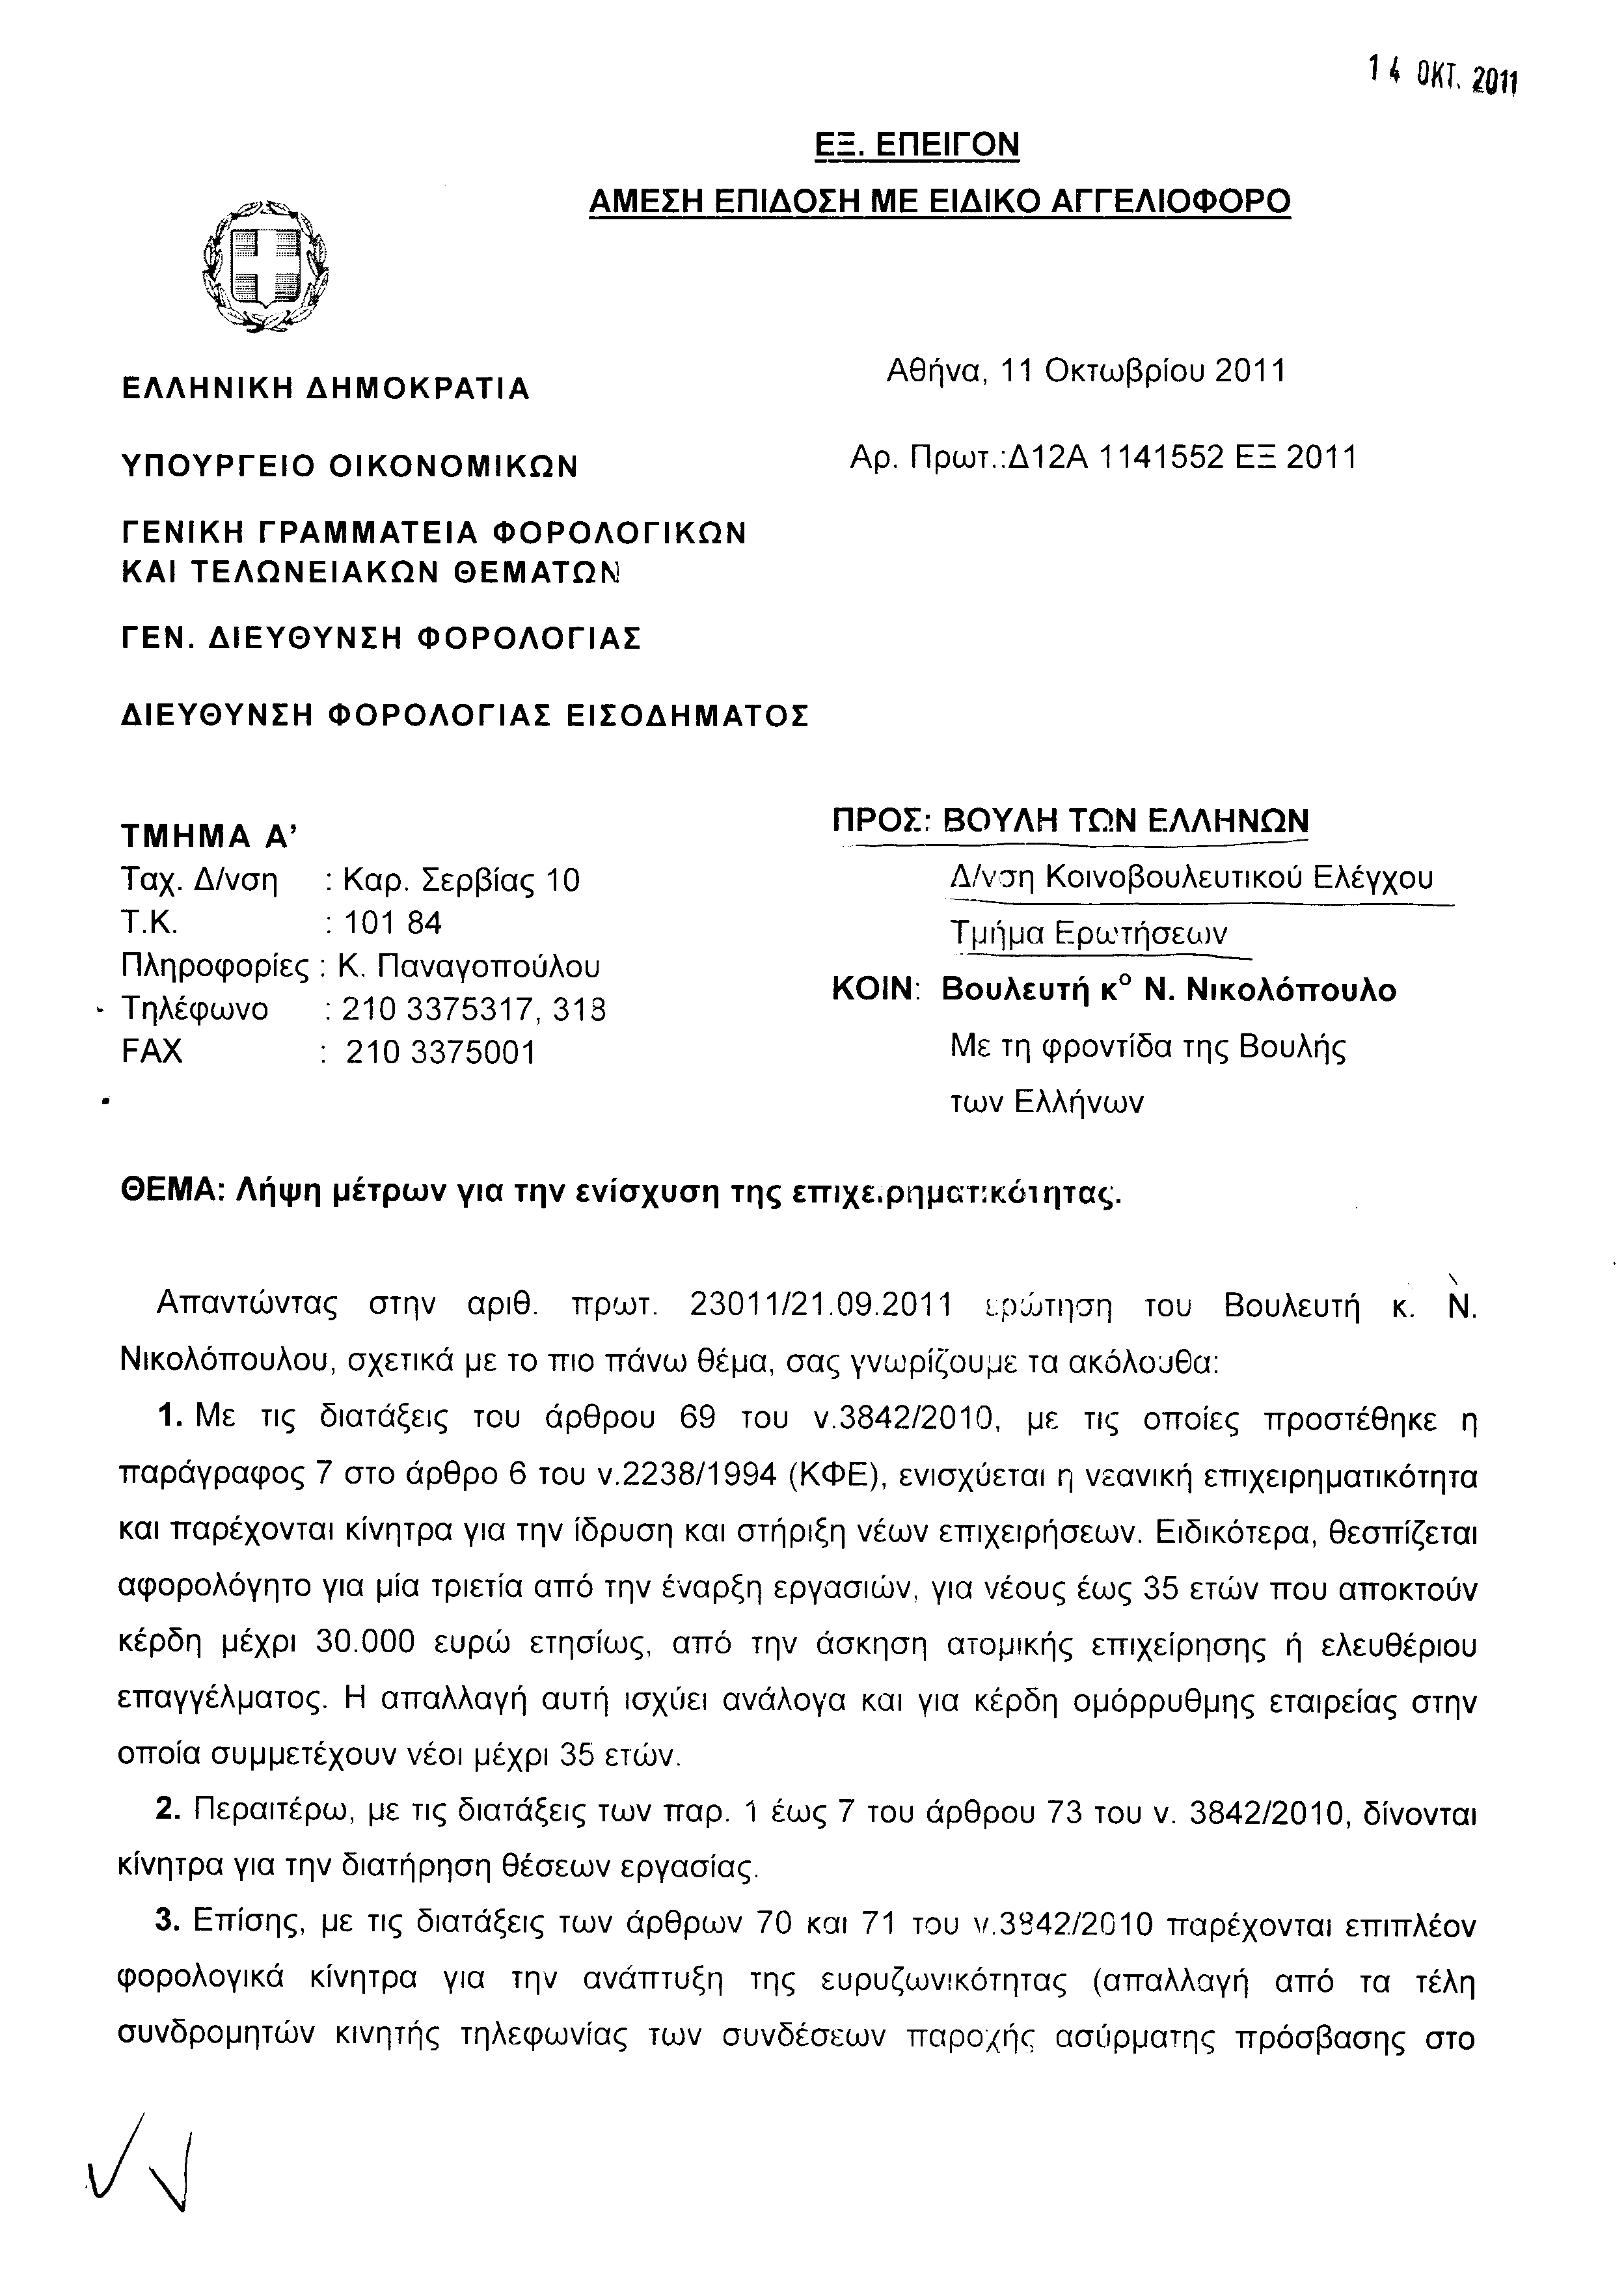 14 ΟΚΤ. 2011
ΕΞ. ΕΠΕΙΓΟΝ
ΑΜΕΣΗ ΕΠΙΔΟΣΗ ΜΕ ΕΙΔΙΚΟ ΑΓΓΕΛΙΟΦΟΡΟ
ΕΛΛΗΝΙΚΗ ΔΗΜΟΚΡΑΤΙΑ
ΥΠΟΥΡΓΕΙΟ ΟΙΚΟΝΟΜΙΚΩΝ
ΓΕΝΙΚΗ ΓΡΑΜΜΑΤΕΙΑ ΦΟΡΟΛΟΓΙΚΩΝ
ΚΑΙ ΤΕΛΩΝΕΙΑΚΩΝ ΘΕΜΑΤΩΝ
ΓΕΝ. ΔΙΕΥΘΥΝΣΗ ΦΟΡΟΛΟΓΙΑΣ
ΔΙΕΥΘΥΝΣΗ ΦΟΡΟΛΟΓΙΑΣ ΕΙΣΟΔΗΜΑΤΟΣ
Αθήνα, 11 Οκτωβρίου 2011
Αρ. Πρωτ.:Δ12Α 1141552 ΕΞ 2011
ΤΜΗΜΑ Α'
Ταχ. Δ/νση : Καρ. Σερβίας 10
Τ.Κ. : 101 84
Πληροφορίες : Κ. Παναγοπούλου
Τηλέφωνο : 210 3375317, 318
FAX : 210 3375001
ΠΡΟΣ: ΒΟΥΛΗ ΤΩΝ ΕΛΛΗΝΩΝ
Δ/νση Κοινοβουλευτικού Ελέγχου
Τμήμα Ερωτήσεων
ΚΟΙΝ: Βουλευτή κ° Ν. Νικολόπουλο
Με τη φροντίδα της Βουλής
των Ελλήνων
ΘΕΜΑ: Λήψη μέτρων για την ενίσχυση της επιχειρηματικότητας.
Απαντώντας στην αριθ. πρωτ. 23011/21.09.2011 ερώτηση του Βουλευτή κ. Ν.
Νικολόπουλου, σχετικά με το πιο πάνω θέμα, σας γνωρίζουμε τα ακόλουθα:
1. Με τις διατάξεις του άρθρου 69 του ν.3842/2010, με τις οποίες προστέθηκε η
παράγραφος 7 στο άρθρο 6 του ν.2238/1994 (ΚΦΕ), ενισχύεται η νεανική επιχειρηματικότητα
και παρέχονται κίνητρα για την ίδρυση και στήριξη νέων επιχειρήσεων. Ειδικότερα, θεσπίζεται
αφορολόγητο για μία τριετία από την έναρξη εργασιών, για νέους έως 35 ετών που αποκτούν
κέρδη μέχρι 30.000 ευρώ ετησίως, από την άσκηση ατομικής επιχείρησης ή ελευθέριου
επαγγέλματος. Η απαλλαγή αυτή ισχύει ανάλογα και για κέρδη ομόρρυθμης εταιρείας στην
οποία συμμετέχουν νέοι μέχρι 35 ετών.
2. Περαιτέρω, με τις διατάξεις των παρ. 1 έως 7 του άρθρου 73 του ν. 3842/2010, δίνονται
κίνητρα για την διατήρηση θέσεων εργασίας.
3. Επίσης, με τις διατάξεις των άρθρων 70 και 71 του ν.3842/2010 παρέχονται επιπλέον
φορολογικά κίνητρα για την ανάπτυξη της ευρυζωνικότητας (απαλλαγή από τα τέλη
συνδρομητών κινητής τηλεφωνίας των συνδέσεων παροχής ασύρματης πρόσβασης στο